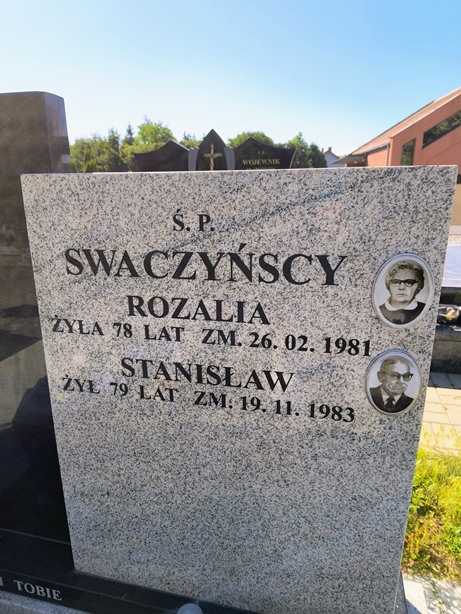 WOJEWNIK
Ś. P.
SWACZYŃSCY
ROZALIA
ŻYŁA 78 LAT ZM. 26. 02. 1981
STANISŁAW
ŻYŁ 79 LAT ZM. 19. 11. 1983
TOBIE